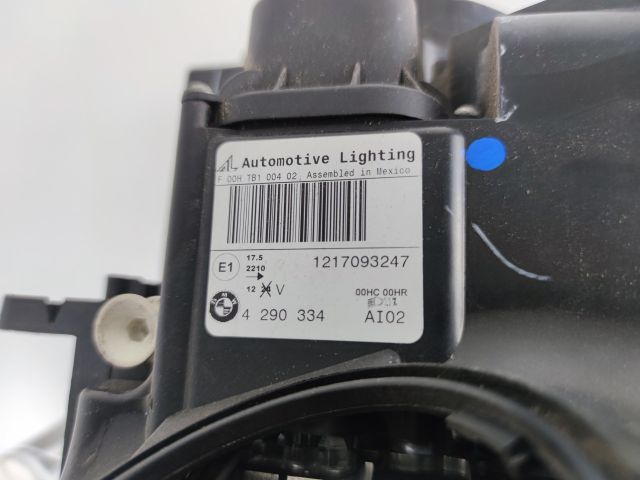 AL Automotive Lighting
F 00H TB1 004 02, Assembled in Mexico
E1 17.5 1217093247
2210
12 V 00HC 00HR
4 290 334 AI02